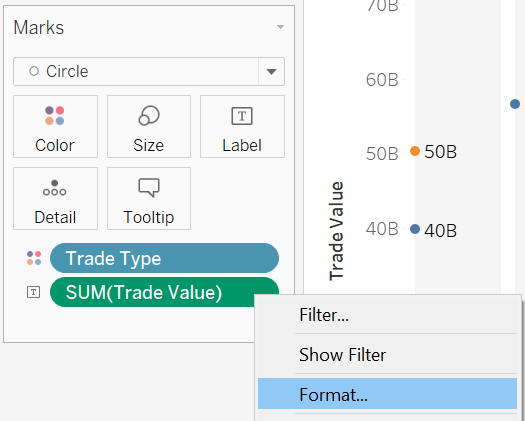 Marks
Circle
Color
Size
Label
Detail
Tooltip
Trade Type
SUM(Trade Value)
Filter...
Show Filter
Format...
Trade Value
70B
60B
50B
50B
40B
40B